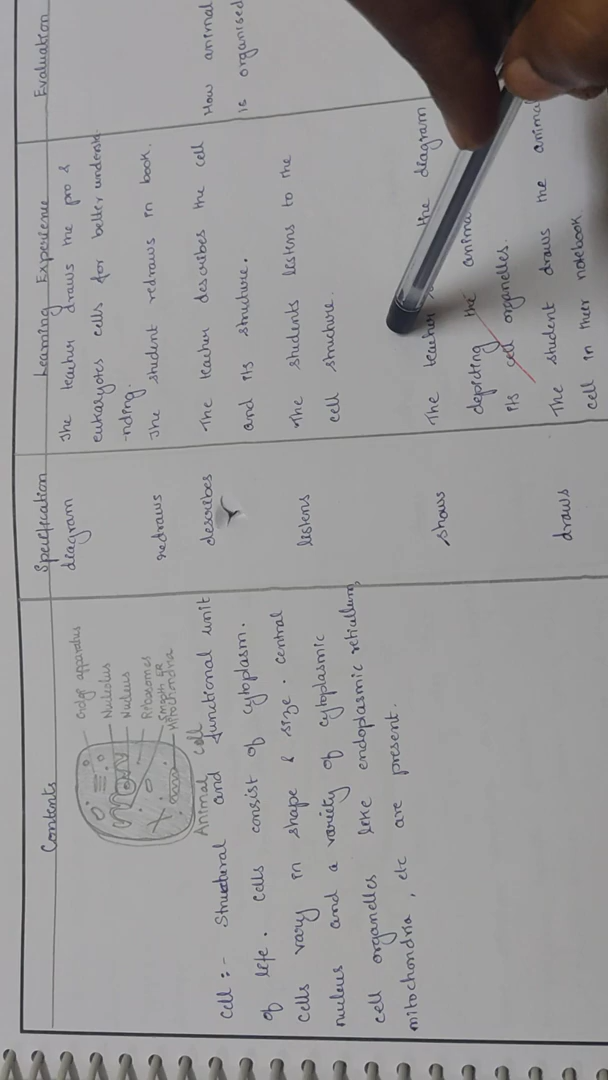 Contents
Golgi apparatus
Nucleolus
Nucleus
Ribosomes
Smooth ER
Mitochondria
Animal Cell
Cell :- Structural and functional unit
of life. Cells consist of cytoplasm.
Cells vary in shape & size. central
nucleus and a variety of cytoplasmic
cell organelles like endoplasmic reticullum,
mitochondria, etc are present.
Specification
diagram
redraws
describes
listens
shows
draws
Learning Experience
The teacher draws the pro &
eukaryotes cells for better understa
-nding.
The student redraws in book.
The teacher describes the cell
and its structure.
The students listens to the
cell structure.
The teacher the diagram
depicting the anima
its cell organelles.
The student draws the anima
cell in their notebook.
Evaluation
How animal
is organised